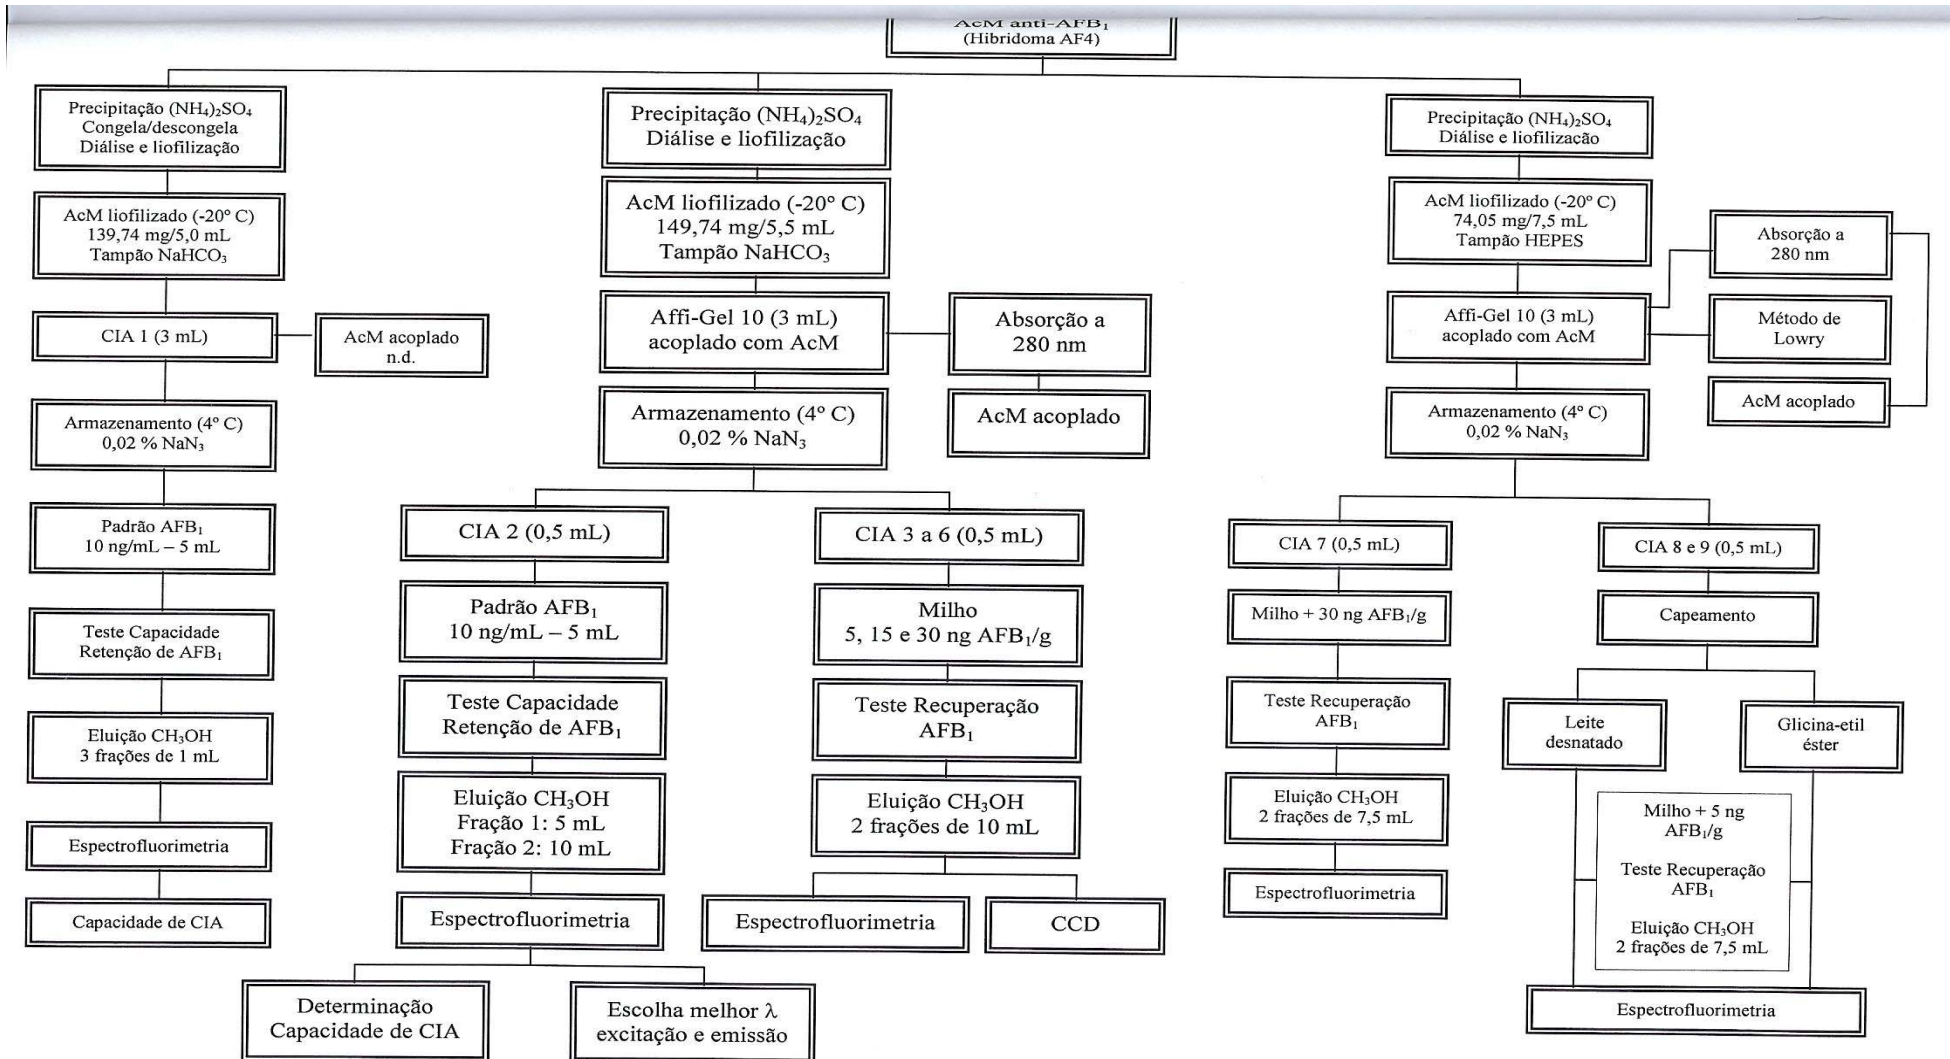 AcM anti-AFB₁
(Hibridoma AF4)
Precipitação (NH₄)₂SO₄
Congela/descongela
Diálise e liofilização
AcM liofilizado (-20º C)
139,74 mg/5,0 mL
Tampão NaHCO₃
CIA 1 (3 mL)
AcM acoplado
n.d.
Armazenamento (4º C)
0,02 % NaN₃
Padrão AFB₁
10 ng/mL – 5 mL
Teste Capacidade
Retenção de AFB₁
Eluição CH₃OH
3 frações de 1 mL
Espectrofluorimetria
Capacidade de CIA
Precipitação (NH₄)₂SO₄
Diálise e liofilização
AcM liofilizado (-20º C)
149,74 mg/5,5 mL
Tampão NaHCO₃
Affi-Gel 10 (3 mL)
acoplado com AcM
Absorção a
280 nm
AcM acoplado
Armazenamento (4º C)
0,02 % NaN₃
CIA 2 (0,5 mL)
Padrão AFB₁
10 ng/mL – 5 mL
Teste Capacidade
Retenção de AFB₁
Eluição CH₃OH
Fração 1: 5 mL
Fração 2: 10 mL
Espectrofluorimetria
Determinação
Capacidade de CIA
Escolha melhor λ
excitação e emissão
CIA 3 a 6 (0,5 mL)
Milho
5, 15 e 30 ng AFB₁/g
Teste Recuperação
AFB₁
Eluição CH₃OH
2 frações de 10 mL
Espectrofluorimetria
CCD
Precipitação (NH₄)₂SO₄
Diálise e liofilização
AcM liofilizado (-20º C)
74,05 mg/7,5 mL
Tampão HEPES
Affi-Gel 10 (3 mL)
acoplado com AcM
Absorção a
280 nm
Método de
Lowry
AcM acoplado
Armazenamento (4º C)
0,02 % NaN₃
CIA 7 (0,5 mL)
Milho + 30 ng AFB₁/g
Teste Recuperação
AFB₁
Eluição CH₃OH
2 frações de 7,5 mL
Espectrofluorimetria
CIA 8 e 9 (0,5 mL)
Capeamento
Leite
desnatado
Glicina-etil
éster
Milho + 5 ng
AFB₁/g
Teste Recuperação
AFB₁
Eluição CH₃OH
2 frações de 7,5 mL
Espectrofluorimetria